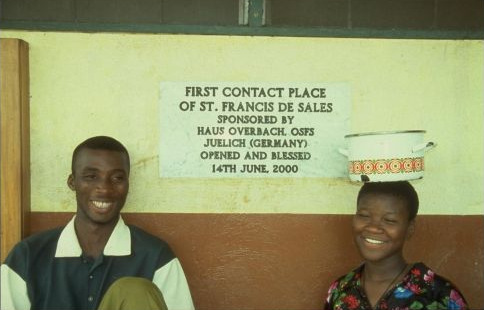 FIRST CONTACT PLACE
OF ST. FRANCIS DE SALES
SPONSORED BY
HAUS OVERBACH, OSFS
JUELICH (GERMANY)
OPENED AND BLESSED
14TH JUNE, 2000